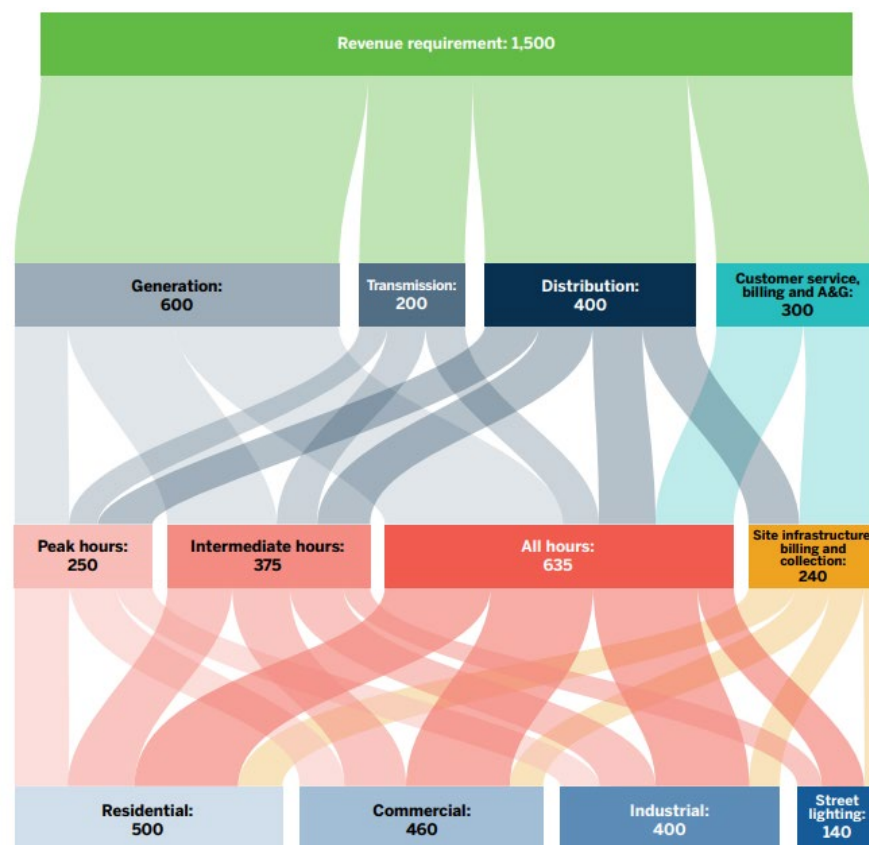 Revenue requirement: 1,500
Generation:
600
Transmission:
200
Distribution:
400
Customer service,
billing and A&G:
300
Peak hours:
250
Intermediate hours:
375
All hours:
635
Site infrastructure,
billing and
collection:
240
Residential:
500
Commercial:
460
Industrial:
400
Street
lighting:
140